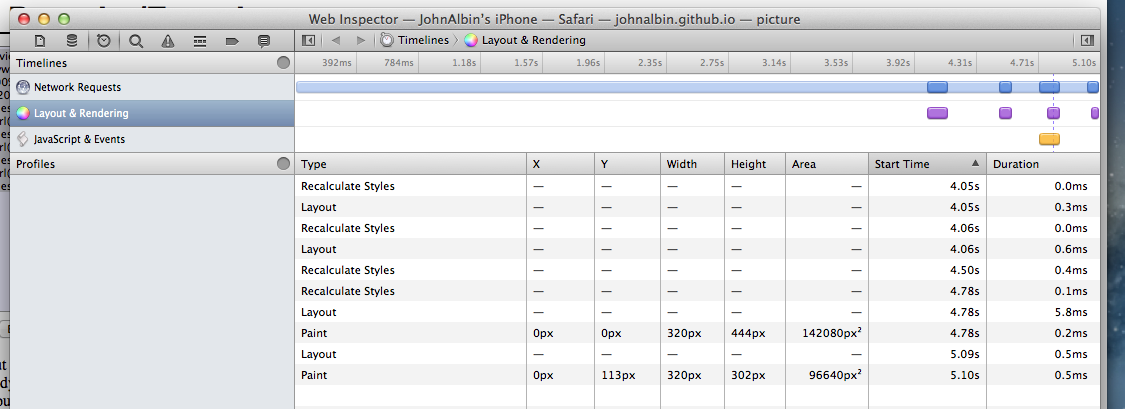 Web Inspector — JohnAlbin's iPhone — Safari — johnalbin.github.io — picture
Timelines 〉 Layout & Rendering
Timelines
392ms 784ms 1.18s 1.57s 1.96s 2.35s 2.75s 3.14s 3.53s 3.92s 4.31s 4.71s 5.10s
Network Requests
Layout & Rendering
JavaScript & Events
Profiles
Type X Y Width Height Area Start Time Duration
Recalculate Styles — — — — — 4.05s 0.0ms
Layout — — — — — 4.05s 0.3ms
Recalculate Styles — — — — — 4.06s 0.0ms
Layout — — — — — 4.06s 0.6ms
Recalculate Styles — — — — — 4.50s 0.4ms
Recalculate Styles — — — — — 4.78s 0.1ms
Layout — — — — — 4.78s 5.8ms
Paint 0px 0px 320px 444px 142080px² 4.78s 0.2ms
Layout — — — — — 5.09s 0.5ms
Paint 0px 113px 320px 302px 96640px² 5.10s 0.5ms